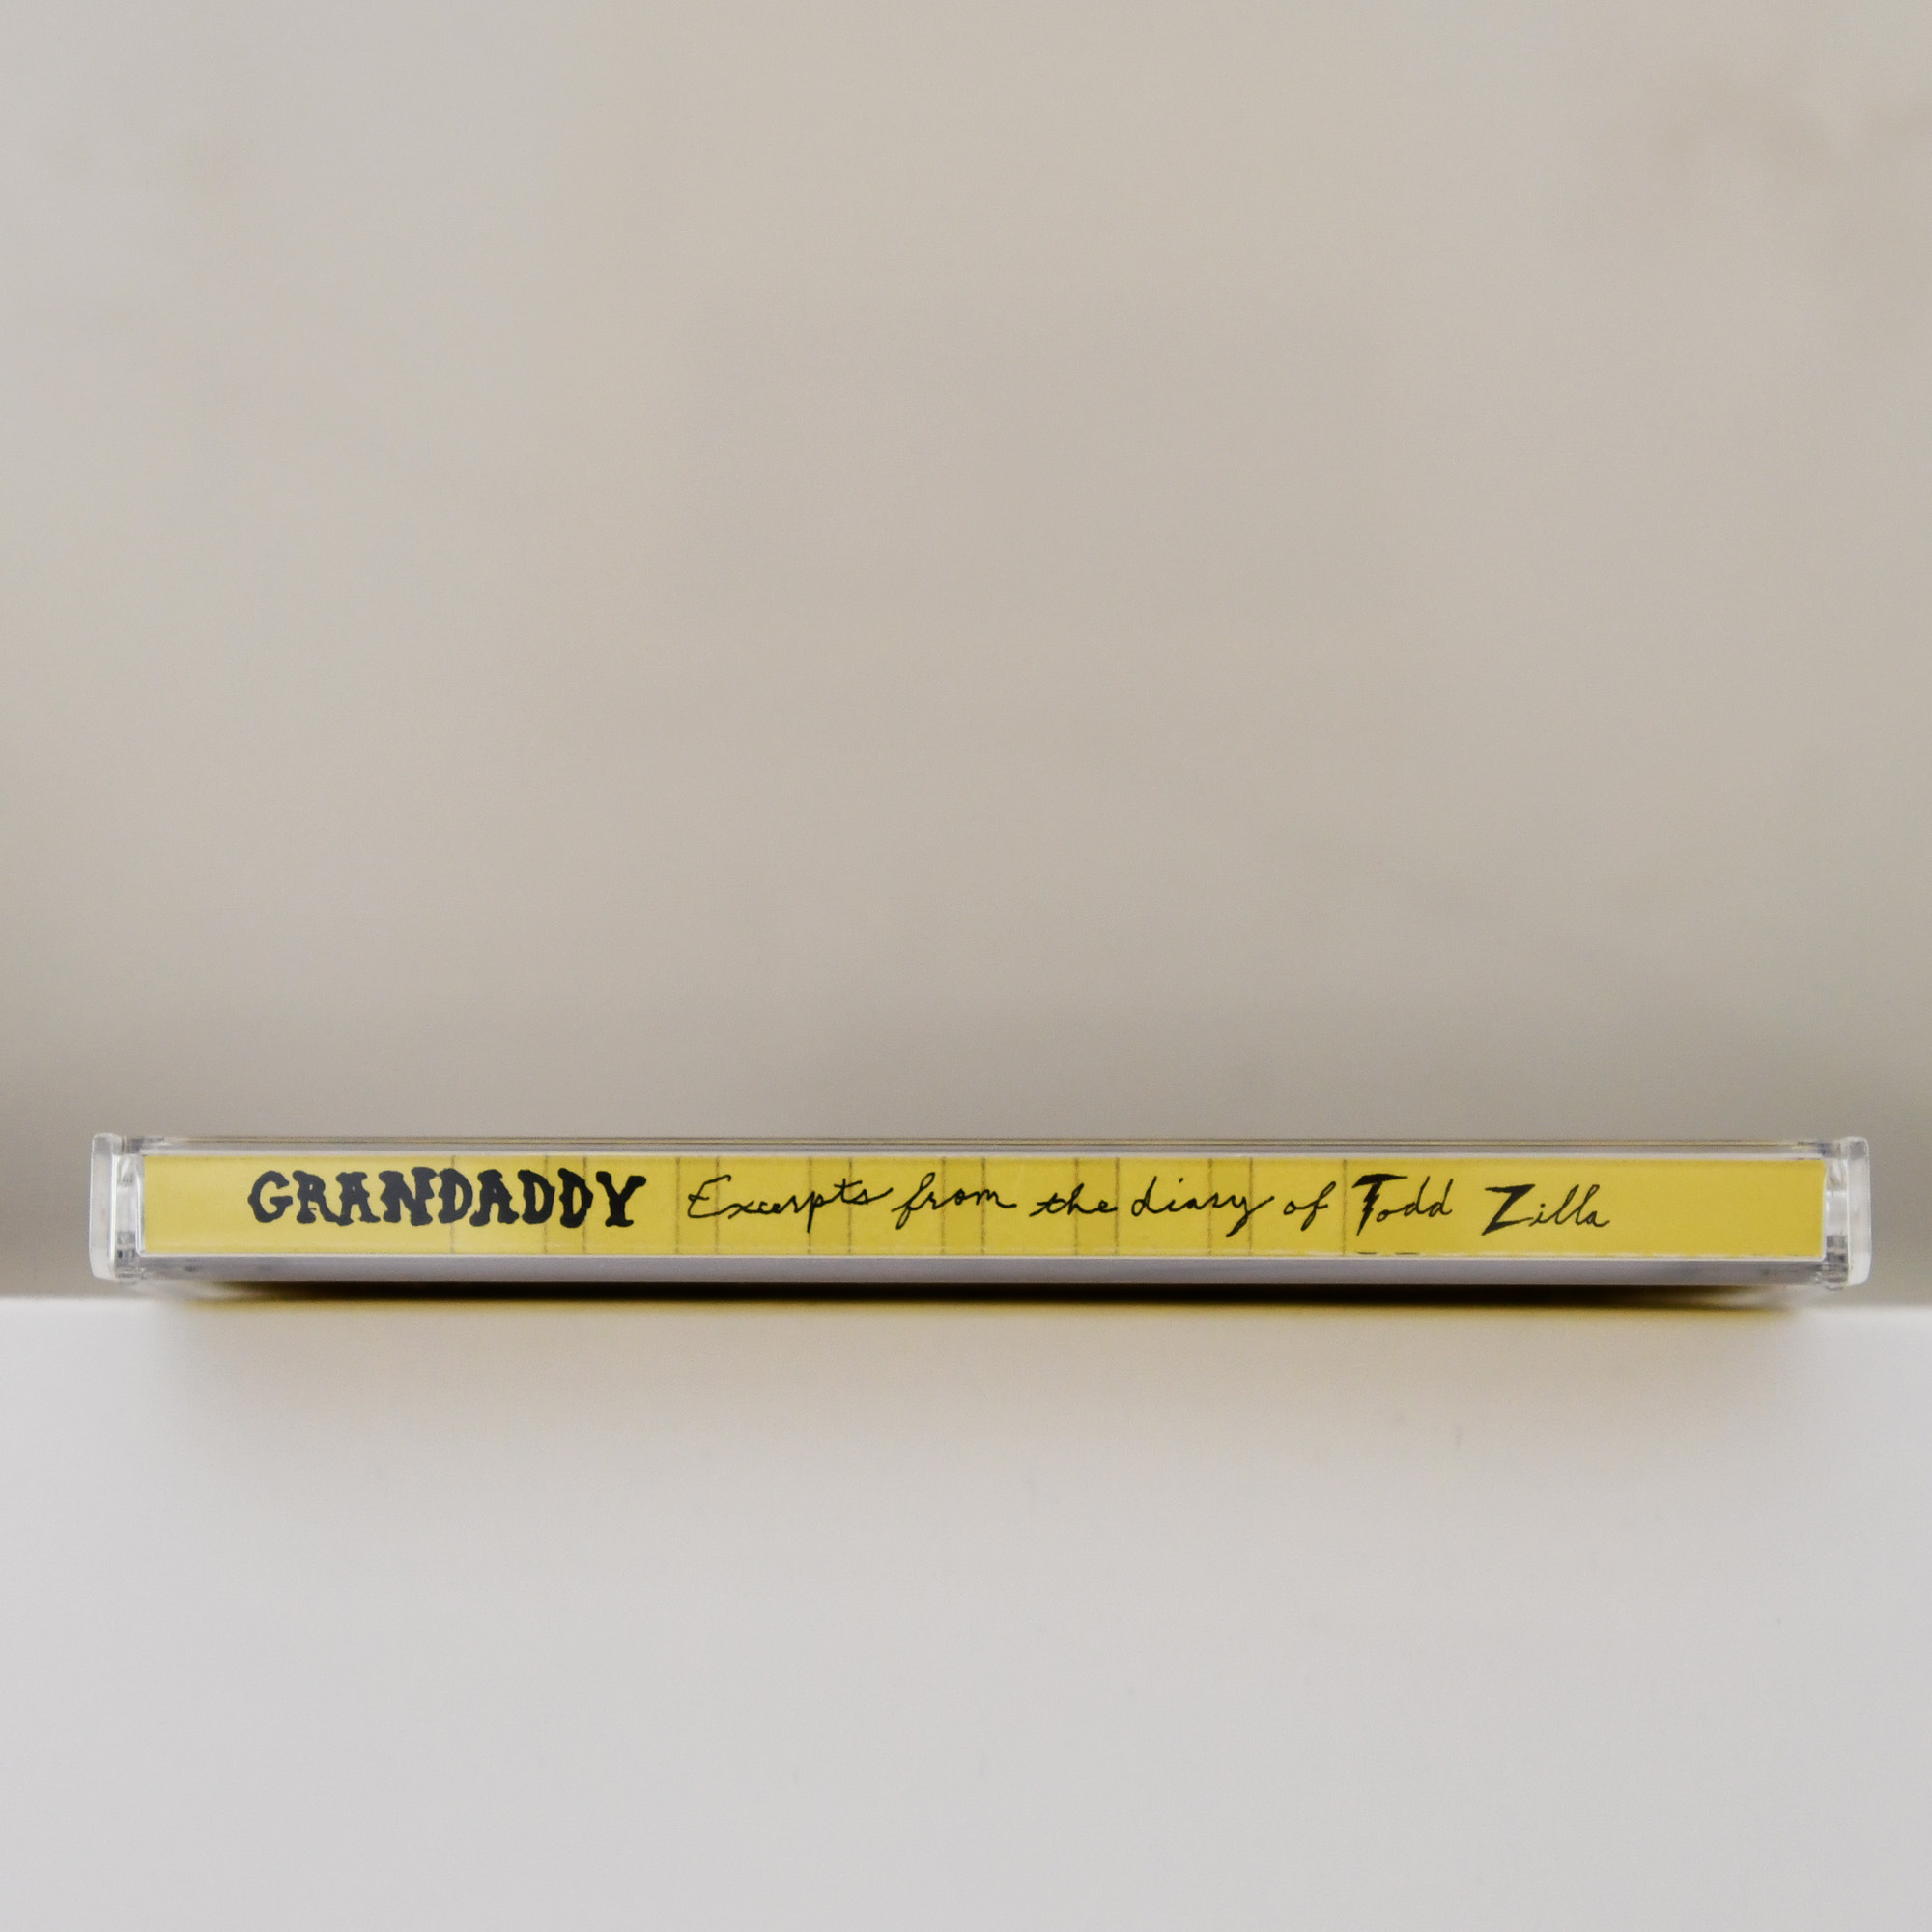 GRANDADDY Excerpts from the diary of Todd Zilla